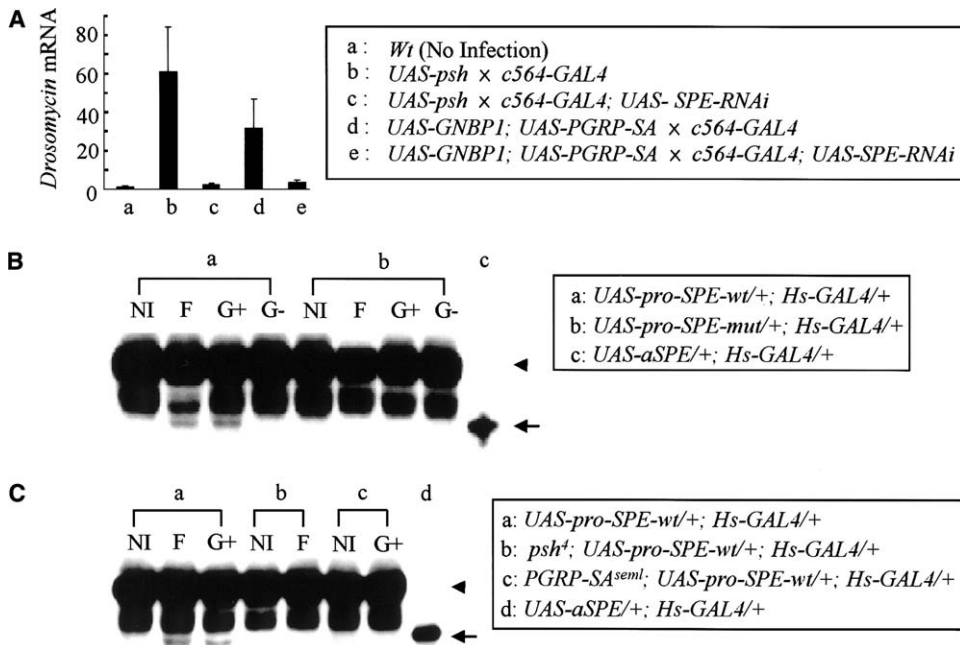 A
Drosomycin mRNA
80
60
40
20
0
a b c d e
a : Wt (No Infection)
b : UAS-psh × c564-GAL4
c : UAS-psh × c564-GAL4; UAS- SPE-RNAi
d : UAS-GNBP1; UAS-PGRP-SA × c564-GAL4
e : UAS-GNBP1; UAS-PGRP-SA × c564-GAL4; UAS-SPE-RNAi
B
a b c
NI F G+ G- NI F G+ G-
a: UAS-pro-SPE-wt/+; Hs-GAL4/+
b: UAS-pro-SPE-mut/+; Hs-GAL4/+
c: UAS-aSPE/+; Hs-GAL4/+
C
a b c d
NI F G+ NI F NI G+
a: UAS-pro-SPE-wt/+; Hs-GAL4/+
b: psh⁴; UAS-pro-SPE-wt/+; Hs-GAL4/+
c: PGRP-SAseml; UAS-pro-SPE-wt/+; Hs-GAL4/+
d: UAS-aSPE/+; Hs-GAL4/+